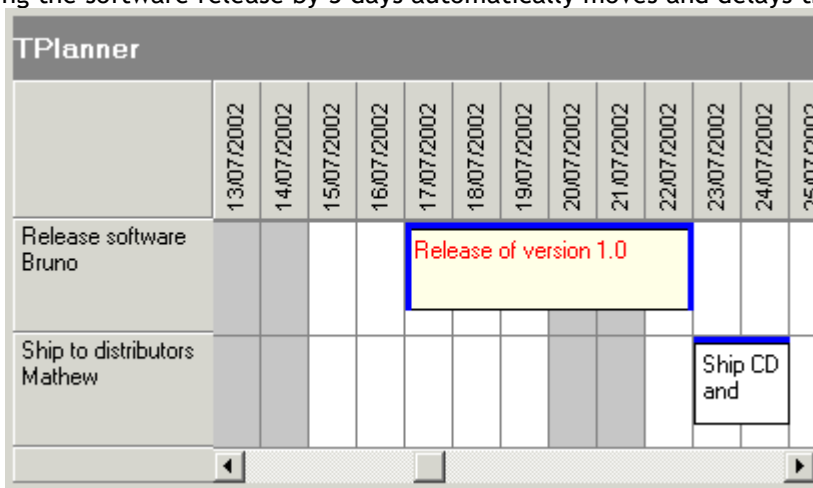 ng the software release by 5 days automatically moves and delays t
TPlanner
13/07/2002
14/07/2002
15/07/2002
16/07/2002
17/07/2002
18/07/2002
19/07/2002
20/07/2002
21/07/2002
22/07/2002
23/07/2002
24/07/2002
25/07/2002
Release software
Bruno
Release of version 1.0
Ship to distributors
Mathew
Ship CD
and